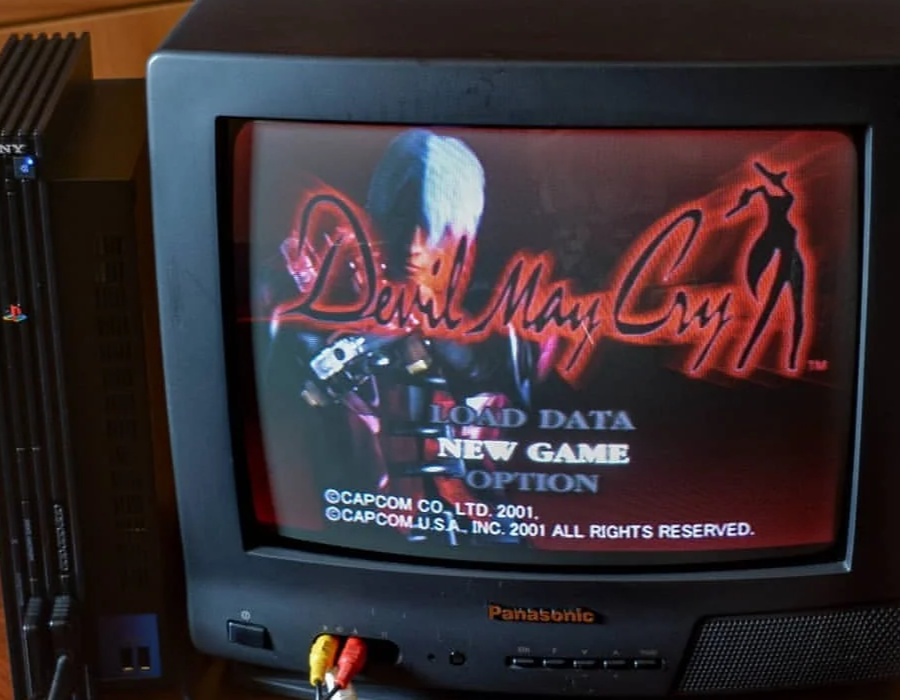 NY
Devil May Cry
TM
LOAD DATA
NEW GAME
OPTION
©CAPCOM CO., LTD. 2001.
©CAPCOM U.S.A., INC. 2001 ALL RIGHTS RESERVED.
Panasonic